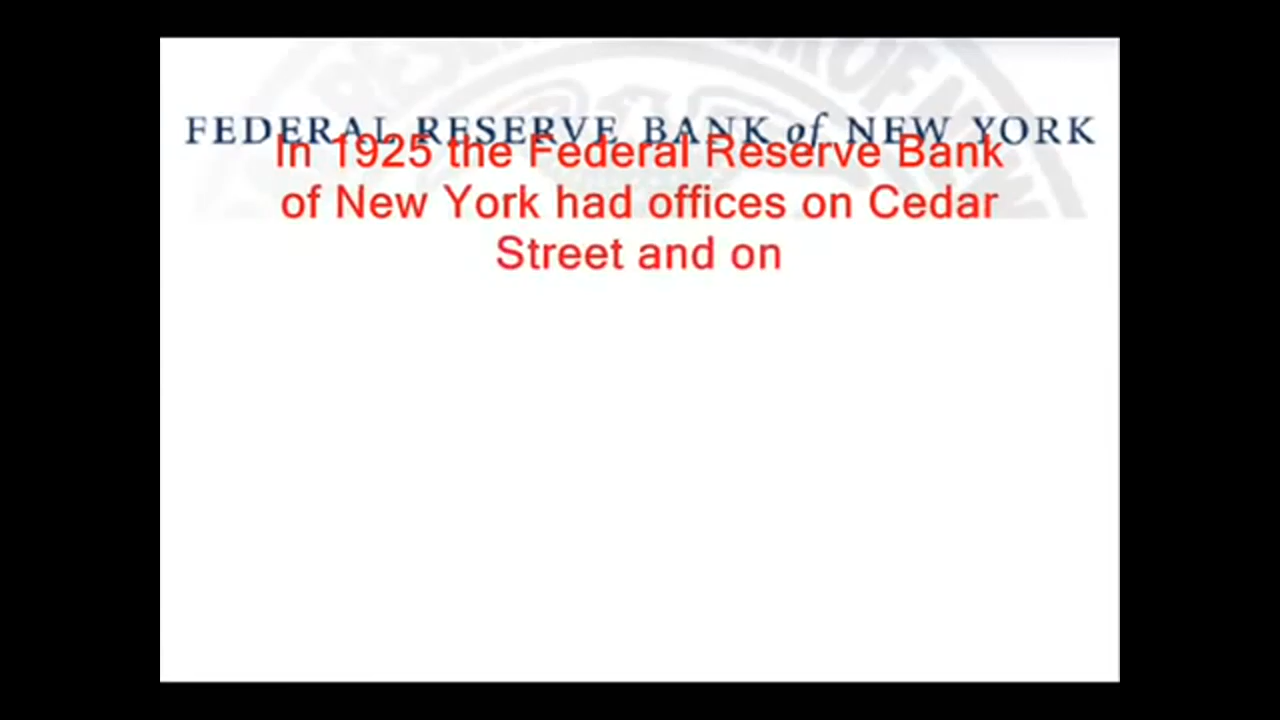 FEDERAL RESERVE BANK of NEW YORK
In 1925 the Federal Reserve Bank
of New York had offices on Cedar
Street and on